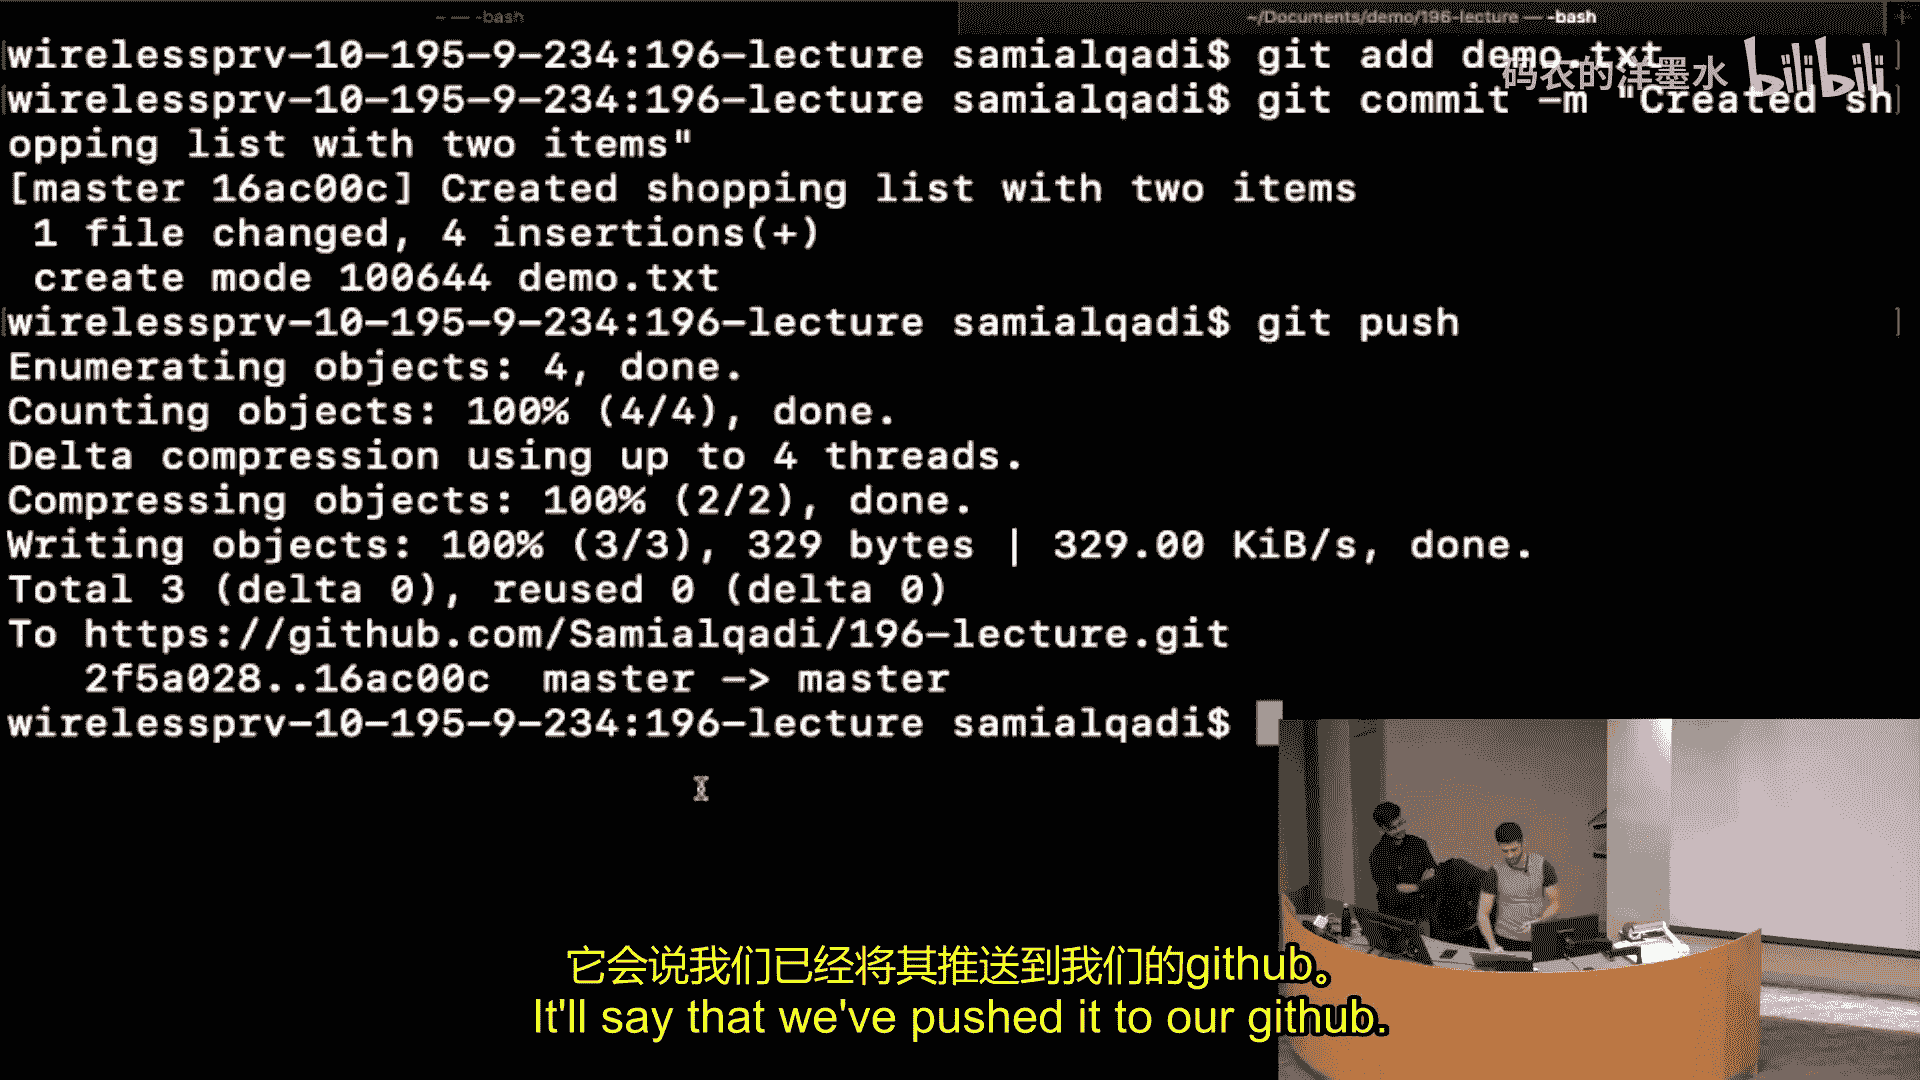 ~ — -bash
~/Documents/demo/196-lecture — -bash
wirelessprv-10-195-9-234:196-lecture samialqadi$ git add demo.txt
码农的洋墨水 bilibili
wirelessprv-10-195-9-234:196-lecture samialqadi$ git commit -m "Created sh
opping list with two items"
[master 16ac00c] Created shopping list with two items
1 file changed, 4 insertions(+)
create mode 100644 demo.txt
wirelessprv-10-195-9-234:196-lecture samialqadi$ git push
Enumerating objects: 4, done.
Counting objects: 100% (4/4), done.
Delta compression using up to 4 threads.
Compressing objects: 100% (2/2), done.
Writing objects: 100% (3/3), 329 bytes | 329.00 KiB/s, done.
Total 3 (delta 0), reused 0 (delta 0)
To https://github.com/Samialqadi/196-lecture.git
2f5a028..16ac00c master -> master
wirelessprv-10-195-9-234:196-lecture samialqadi$
它会说我们已经将其推送到我们的github。
It'll say that we've pushed it to our github.